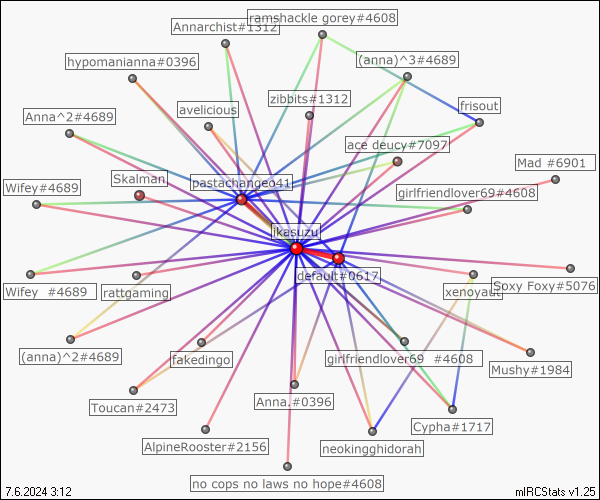 ramshackle gorey#4608
Annarchist#1312
hypomanianna#0396
(anna)^3#4689
zibbits#1312
frisout
avelicious
Anna^2#4689
ace deucy#7097
Mad #6901
Skalman.
pastachangeo41
Wifey#4689
girlfriendlover69#4608
ikasuzu
default#0617
Soxy Foxy#5076
rattgaming
xenoyaut
Wifey #4689
(anna)^2#4689
fakedingo
girlfriendlover69 #4608
Mushy#1984
Toucan#2473
Anna.#0396
Cypha#1717
AlpineRooster#2156
neokingghidorah
no cops no laws no hope#4608
7.6.2024 3:12
mIRCStats v1.25